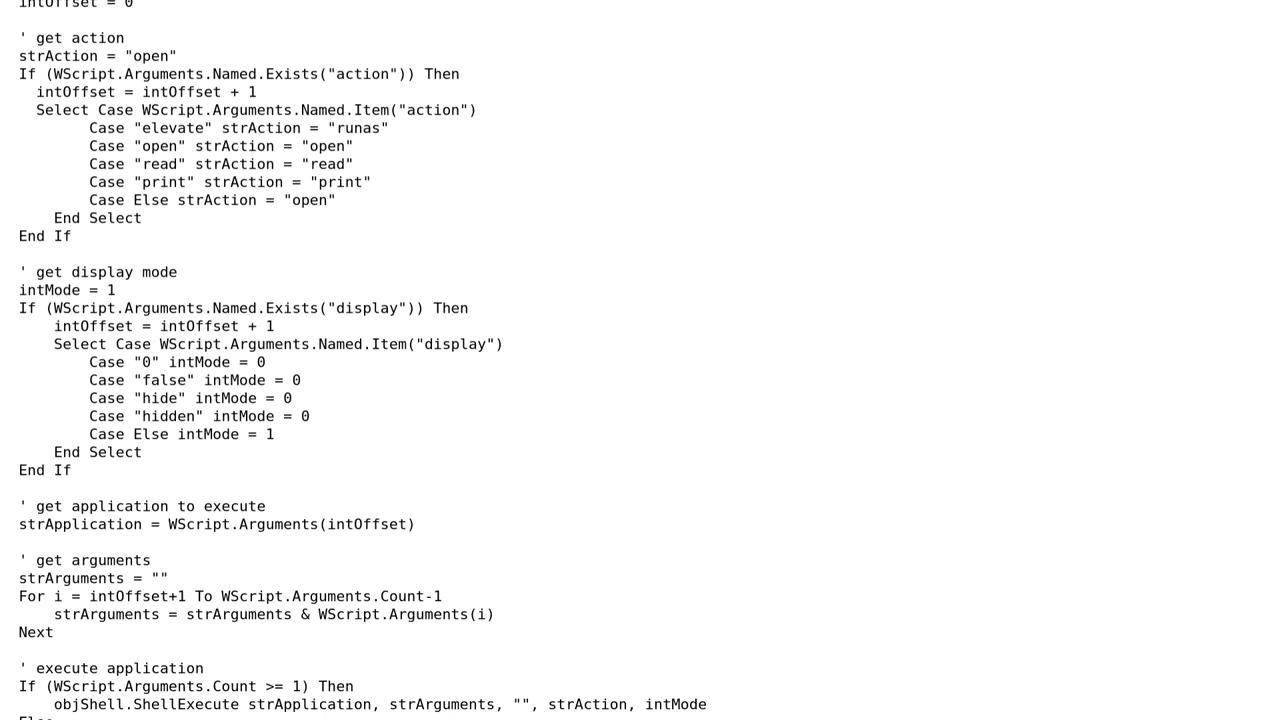 intOffset = 0
' get action
strAction = "open"
If (WScript.Arguments.Named.Exists("action")) Then
  intOffset = intOffset + 1
  Select Case WScript.Arguments.Named.Item("action")
        Case "elevate" strAction = "runas"
        Case "open" strAction = "open"
        Case "read" strAction = "read"
        Case "print" strAction = "print"
        Case Else strAction = "open"
    End Select
End If
' get display mode
intMode = 1
If (WScript.Arguments.Named.Exists("display")) Then
    intOffset = intOffset + 1
    Select Case WScript.Arguments.Named.Item("display")
        Case "0" intMode = 0
        Case "false" intMode = 0
        Case "hide" intMode = 0
        Case "hidden" intMode = 0
        Case Else intMode = 1
    End Select
End If
' get application to execute
strApplication = WScript.Arguments(intOffset)
' get arguments
strArguments = ""
For i = intOffset+1 To WScript.Arguments.Count-1
    strArguments = strArguments & WScript.Arguments(i)
Next
' execute application
If (WScript.Arguments.Count >= 1) Then
    objShell.ShellExecute strApplication, strArguments, "", strAction, intMode
Else